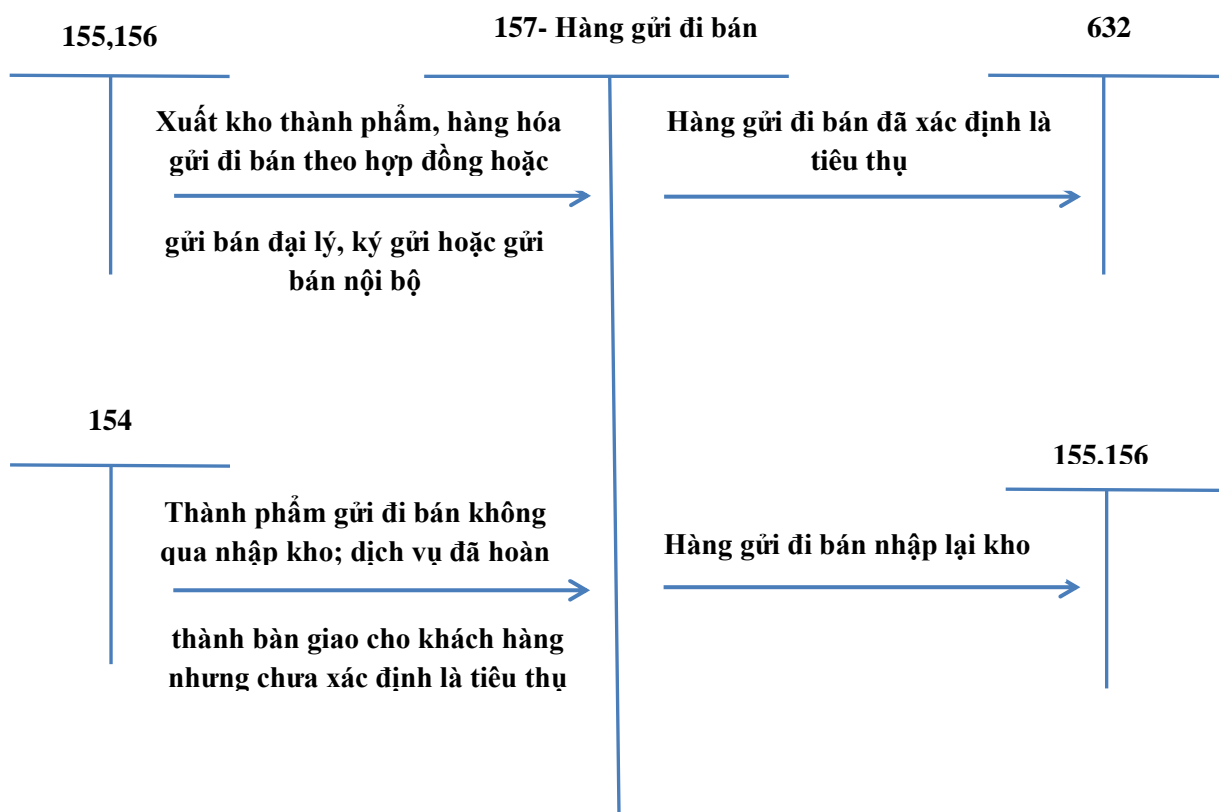 155,156
157- Hàng gửi đi bán
632
Xuất kho thành phẩm, hàng hóa
gửi đi bán theo hợp đồng hoặc
gửi bán đại lý, ký gửi hoặc gửi
bán nội bộ
Hàng gửi đi bán đã xác định là
tiêu thụ
154
Thành phẩm gửi đi bán không
qua nhập kho; dịch vụ đã hoàn
thành bàn giao cho khách hàng
nhưng chưa xác định là tiêu thụ
155,156
Hàng gửi đi bán nhập lại kho